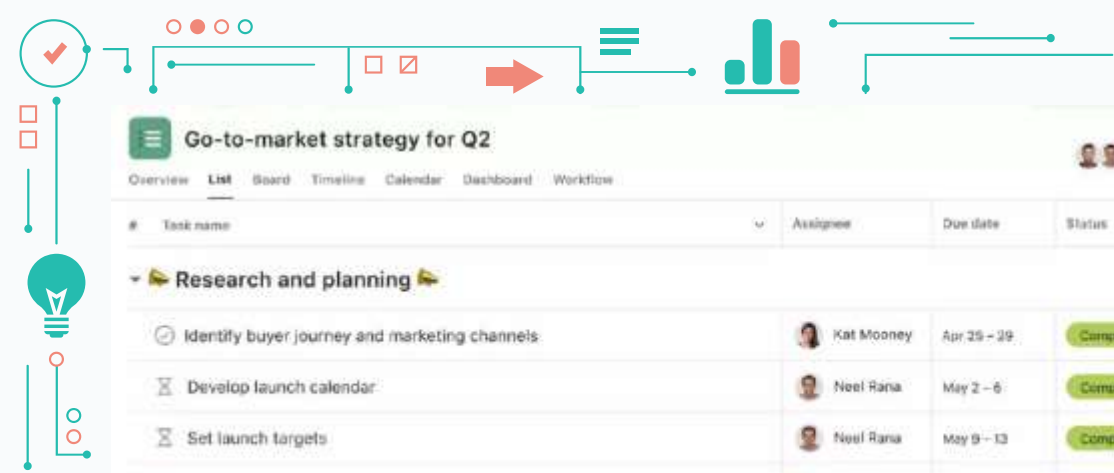 Go-to-market strategy for Q2
Overview List Board Timeline Calendar Dashboard Workflow
# Task name Assignee Due date Status
Research and planning
Identify buyer journey and marketing channels Kat Mooney Apr 25 – 29
Develop launch calendar Neel Rana May 2 – 6
Set launch targets Neel Rana May 9 – 13